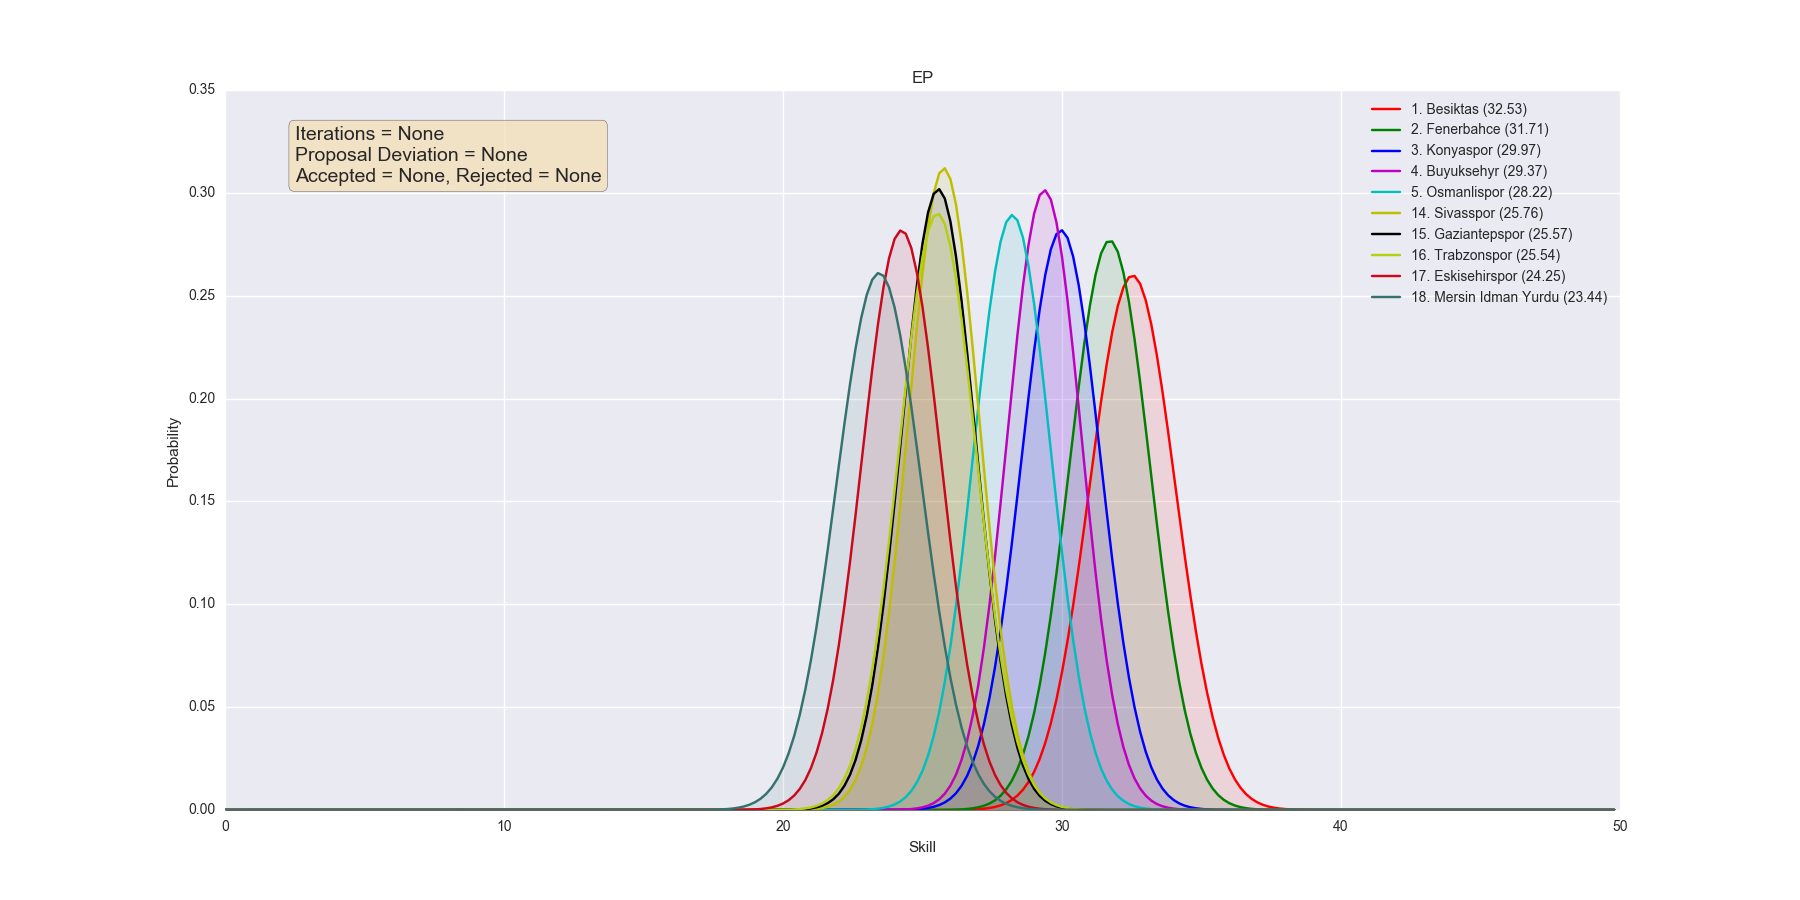 EP
0.35
0.30
0.25
0.20
0.15
0.10
0.05
0.00
Probability
Iterations = None
Proposal Deviation = None
Accepted = None, Rejected = None
1. Besiktas (32.53)
2. Fenerbahce (31.71)
3. Konyaspor (29.97)
4. Buyuksehyr (29.37)
5. Osmanlispor (28.22)
14. Sivasspor (25.76)
15. Gaziantepspor (25.57)
16. Trabzonspor (25.54)
17. Eskisehirspor (24.25)
18. Mersin Idman Yurdu (23.44)
0 10 20 30 40 50
Skill